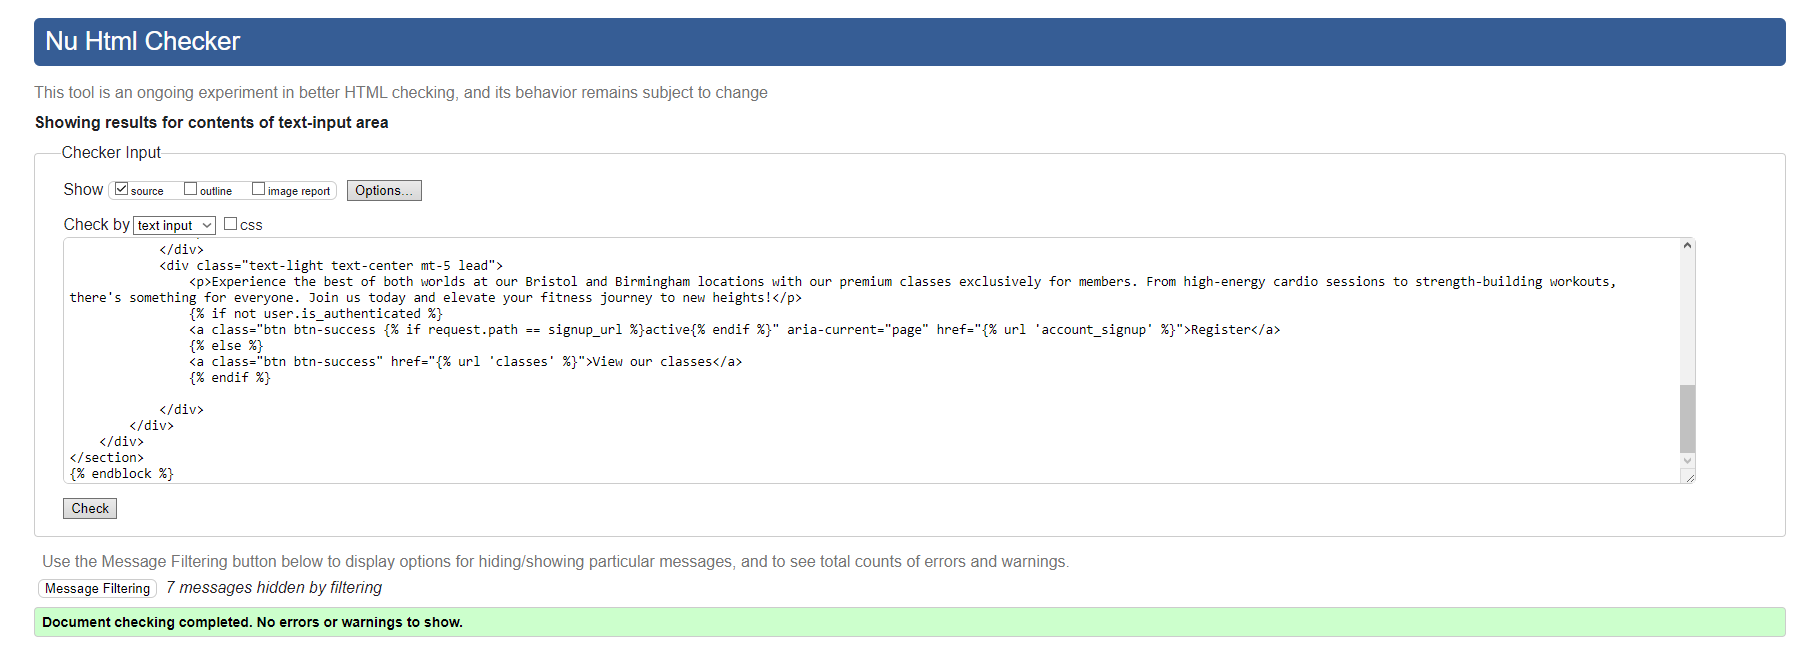 Nu Html Checker
This tool is an ongoing experiment in better HTML checking, and its behavior remains subject to change
Showing results for contents of text-input area
Checker Input
Show source outline image report Options...
Check by text input css
</div>
<div class="text-light text-center mt-5 lead">
<p>Experience the best of both worlds at our Bristol and Birmingham locations with our premium classes exclusively for members. From high-energy cardio sessions to strength-building workouts,
there's something for everyone. Join us today and elevate your fitness journey to new heights!</p>
{% if not user.is_authenticated %}
<a class="btn btn-success {% if request.path == signup_url %}active{% endif %}" aria-current="page" href="{% url 'account_signup' %}">Register</a>
{% else %}
<a class="btn btn-success" href="{% url 'classes' %}">View our classes</a>
{% endif %}
</div>
</div>
</div>
</section>
{% endblock %}
Check
Use the Message Filtering button below to display options for hiding/showing particular messages, and to see total counts of errors and warnings.
Message Filtering 7 messages hidden by filtering
Document checking completed. No errors or warnings to show.